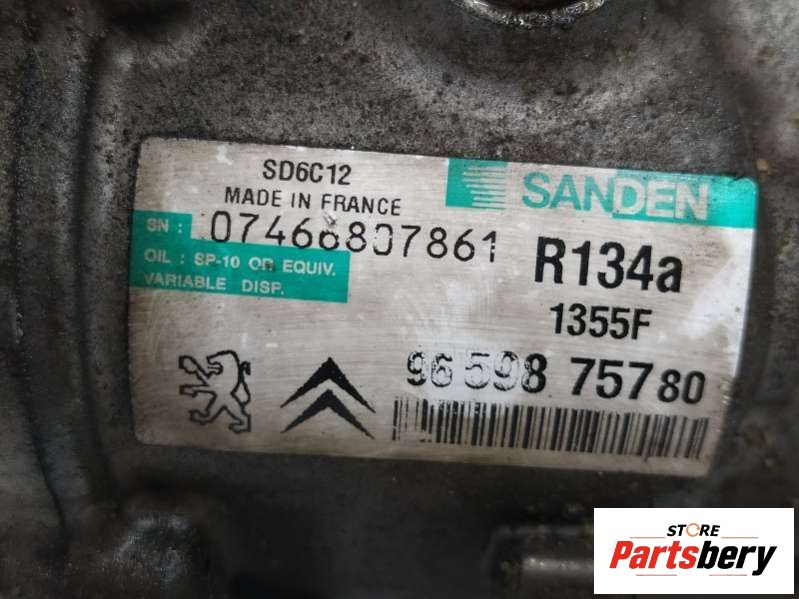 SD6C12
MADE IN FRANCE
SANDEN
SN : 07466807861
OIL : SP-10 OR EQUIV.
VARIABLE DISP.
R134a
1355F
96 598 757 80
STORE
Partsbery